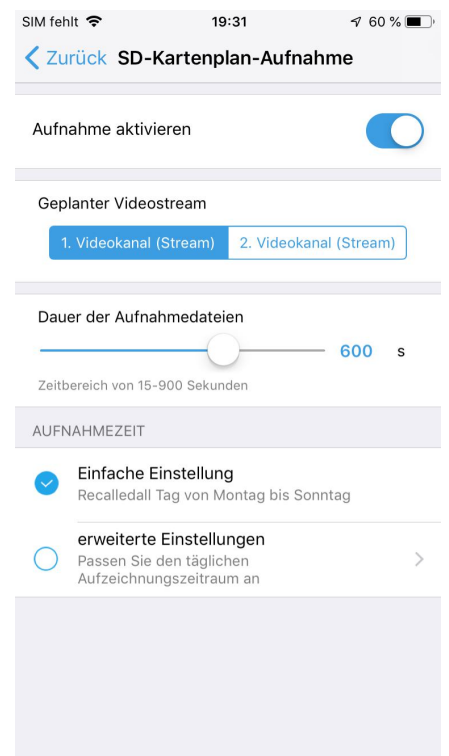 SIM fehlt 19:31 60 %
Zurück SD-Kartenplan-Aufnahme
Aufnahme aktivieren
Geplanter Videostream
1. Videokanal (Stream) 2. Videokanal (Stream)
Dauer der Aufnahmedateien
600 s
Zeitbereich von 15-900 Sekunden
AUFNAHMEZEIT
Einfache Einstellung
Recalledall Tag von Montag bis Sonntag
erweiterte Einstellungen
Passen Sie den täglichen
Aufzeichnungszeitraum an